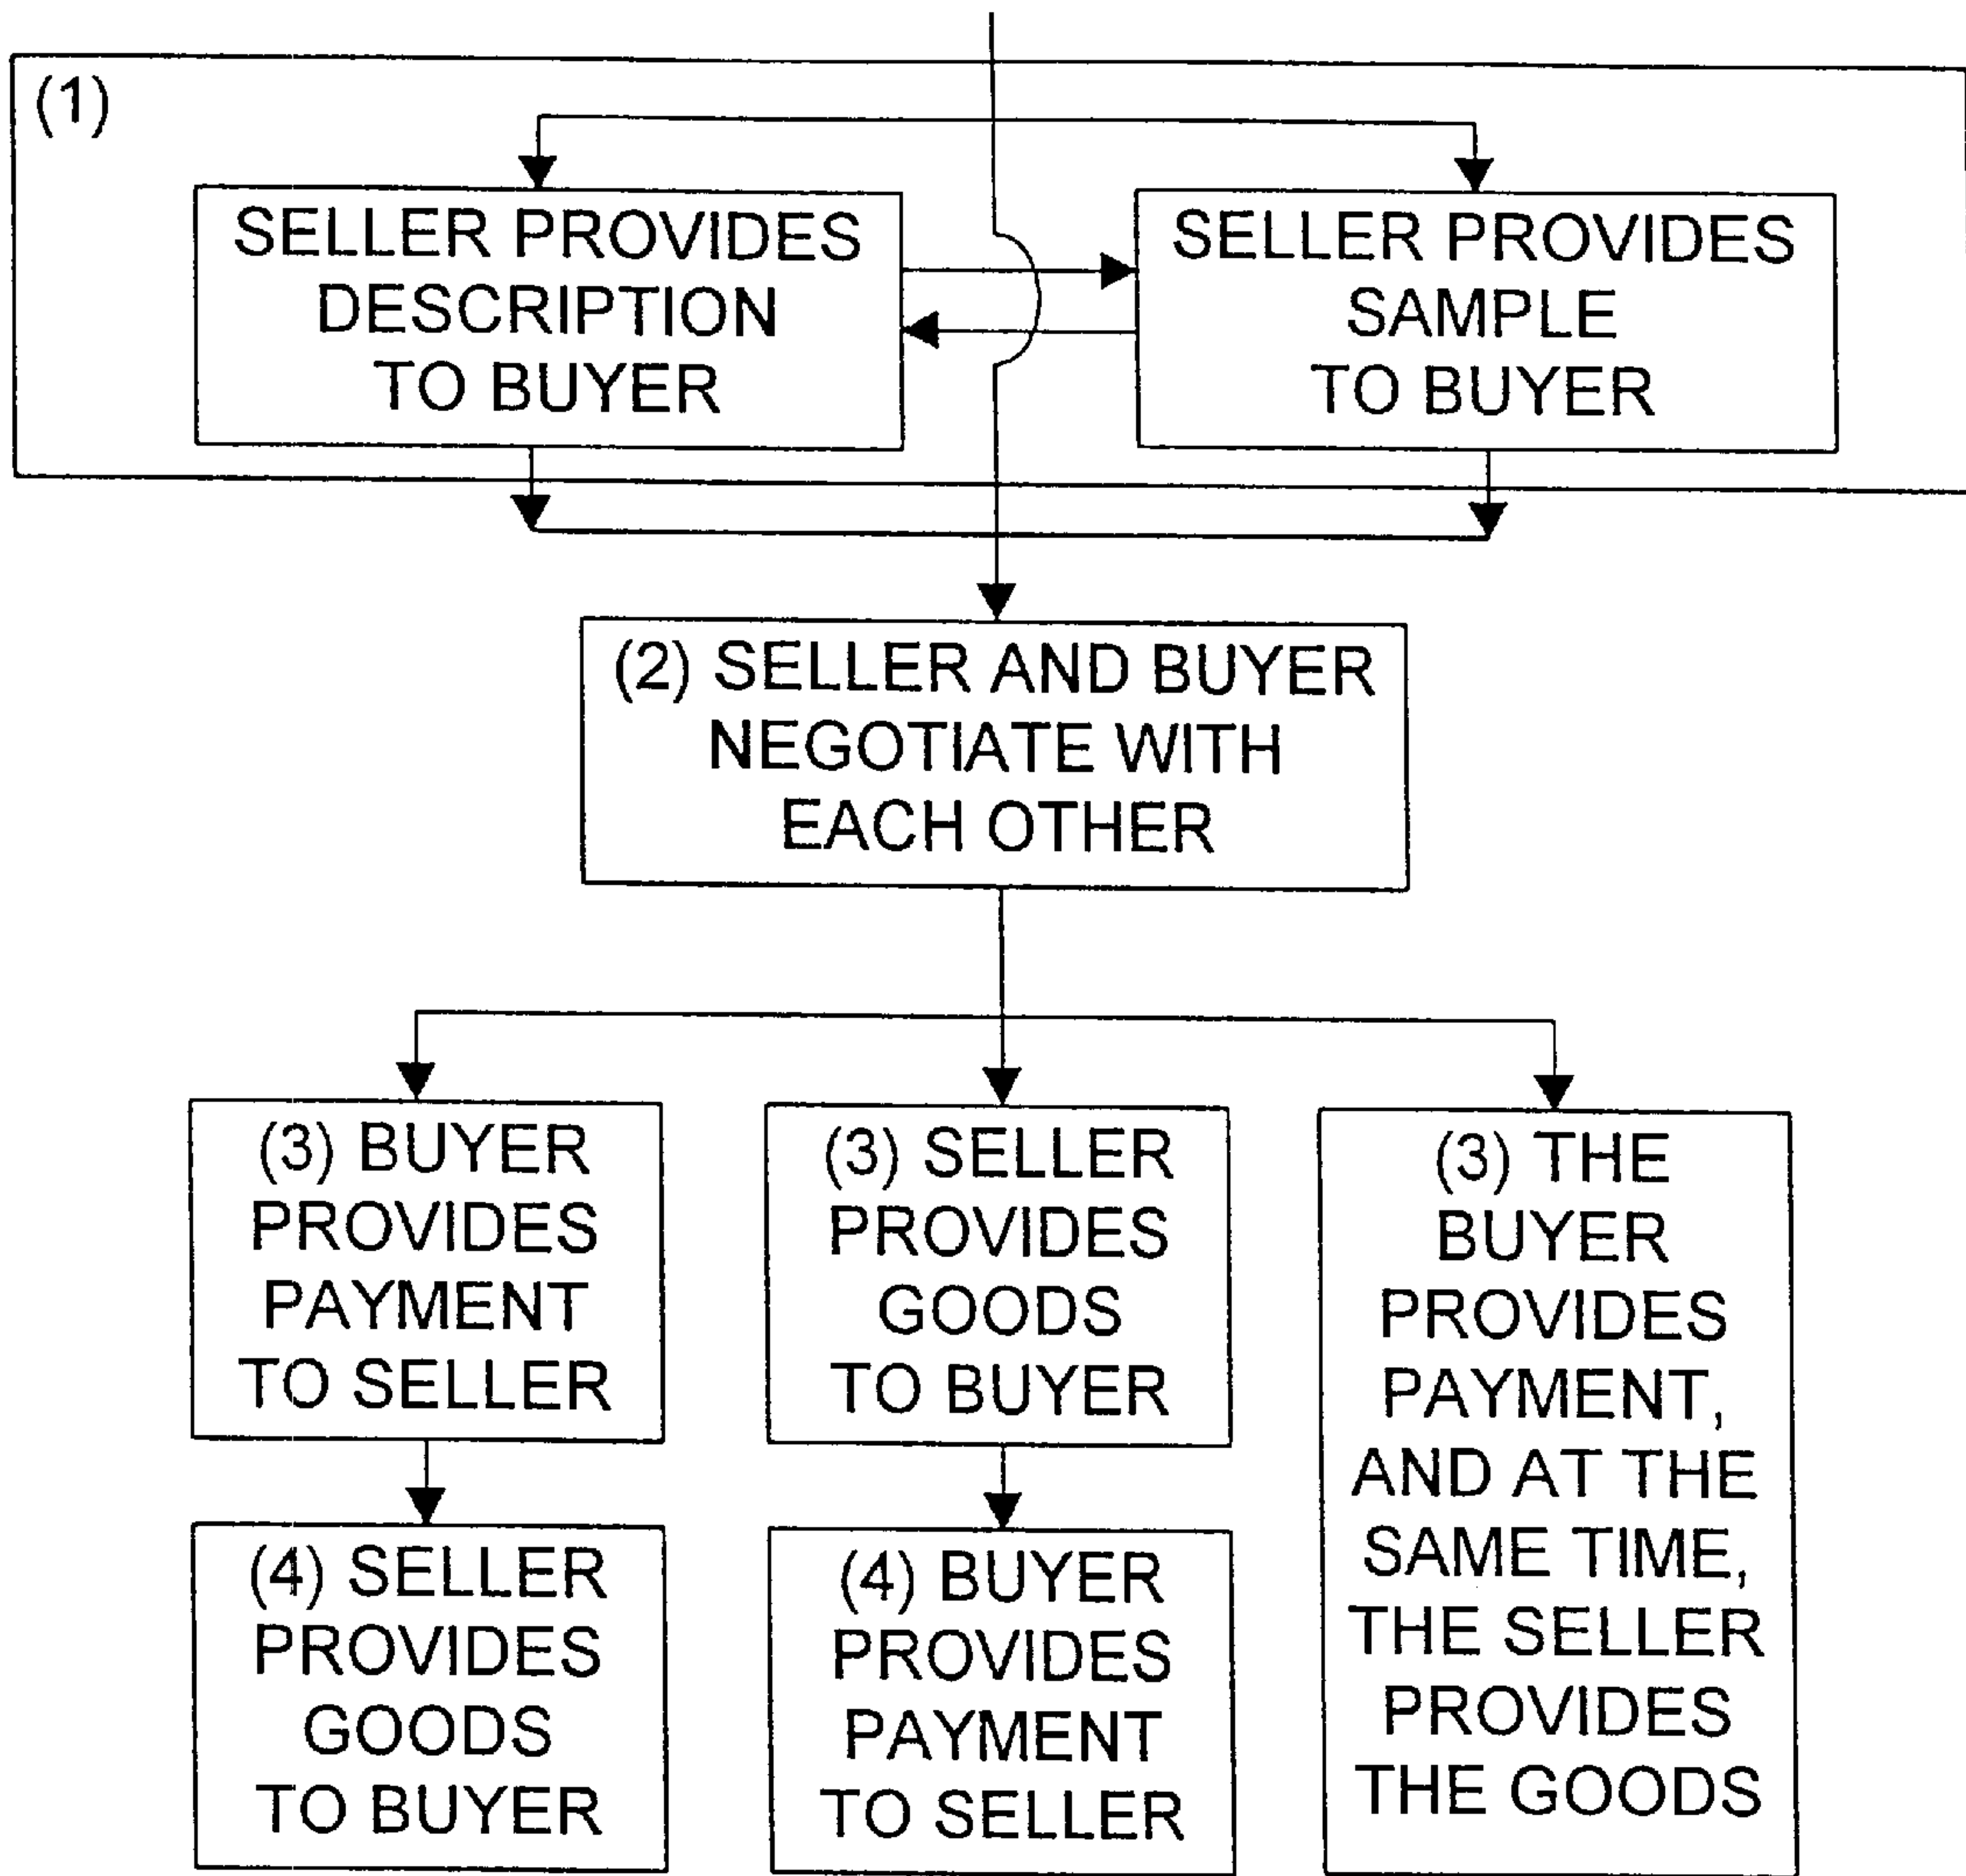 (1)
SELLER PROVIDES
DESCRIPTION
TO BUYER
SELLER PROVIDES
SAMPLE
TO BUYER
(2) SELLER AND BUYER
NEGOTIATE WITH
EACH OTHER
(3) BUYER
PROVIDES
PAYMENT
TO SELLER
(3) SELLER
PROVIDES
GOODS
TO BUYER
(3) THE
BUYER
PROVIDES
PAYMENT,
AND AT THE
SAME TIME,
THE SELLER
PROVIDES
THE GOODS
(4) SELLER
PROVIDES
GOODS
TO BUYER
(4) BUYER
PROVIDES
PAYMENT
TO SELLER